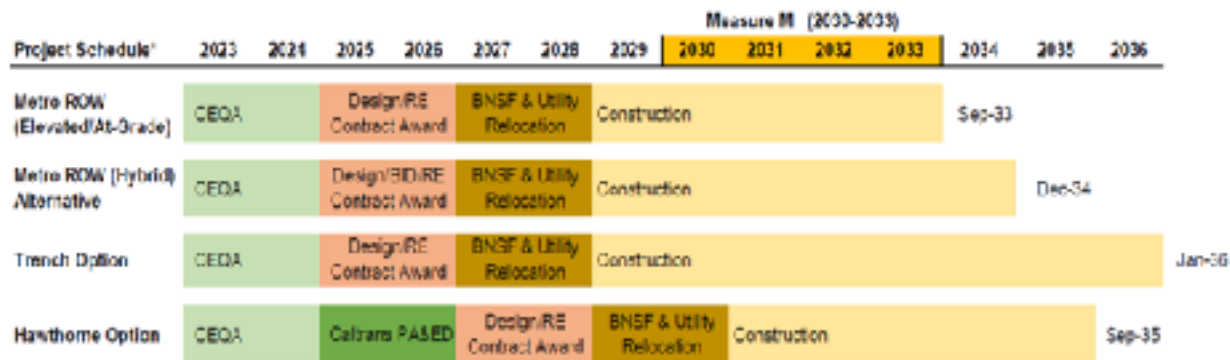 Measure M (2030-2033)
Project Schedule* 2023 2024 2025 2026 2027 2028 2029 2030 2031 2032 2033 2034 2035 2036
Metro ROW
(Elevated/At-Grade)
CEQA
Design/RE
Contract Award
BNSF & Utility
Relocation
Construction
Sep-33
Metro ROW (Hybrid)
Alternative
CEQA
Design/BID/RE
Contract Award
BNSF & Utility
Relocation
Construction
Dec-34
Trench Option
CEQA
Design/RE
Contract Award
BNSF & Utility
Relocation
Construction
Jan-36
Hawthorne Option
CEQA
Caltrans PA&ED
Design/RE
Contract Award
BNSF & Utility
Relocation
Construction
Sep-35